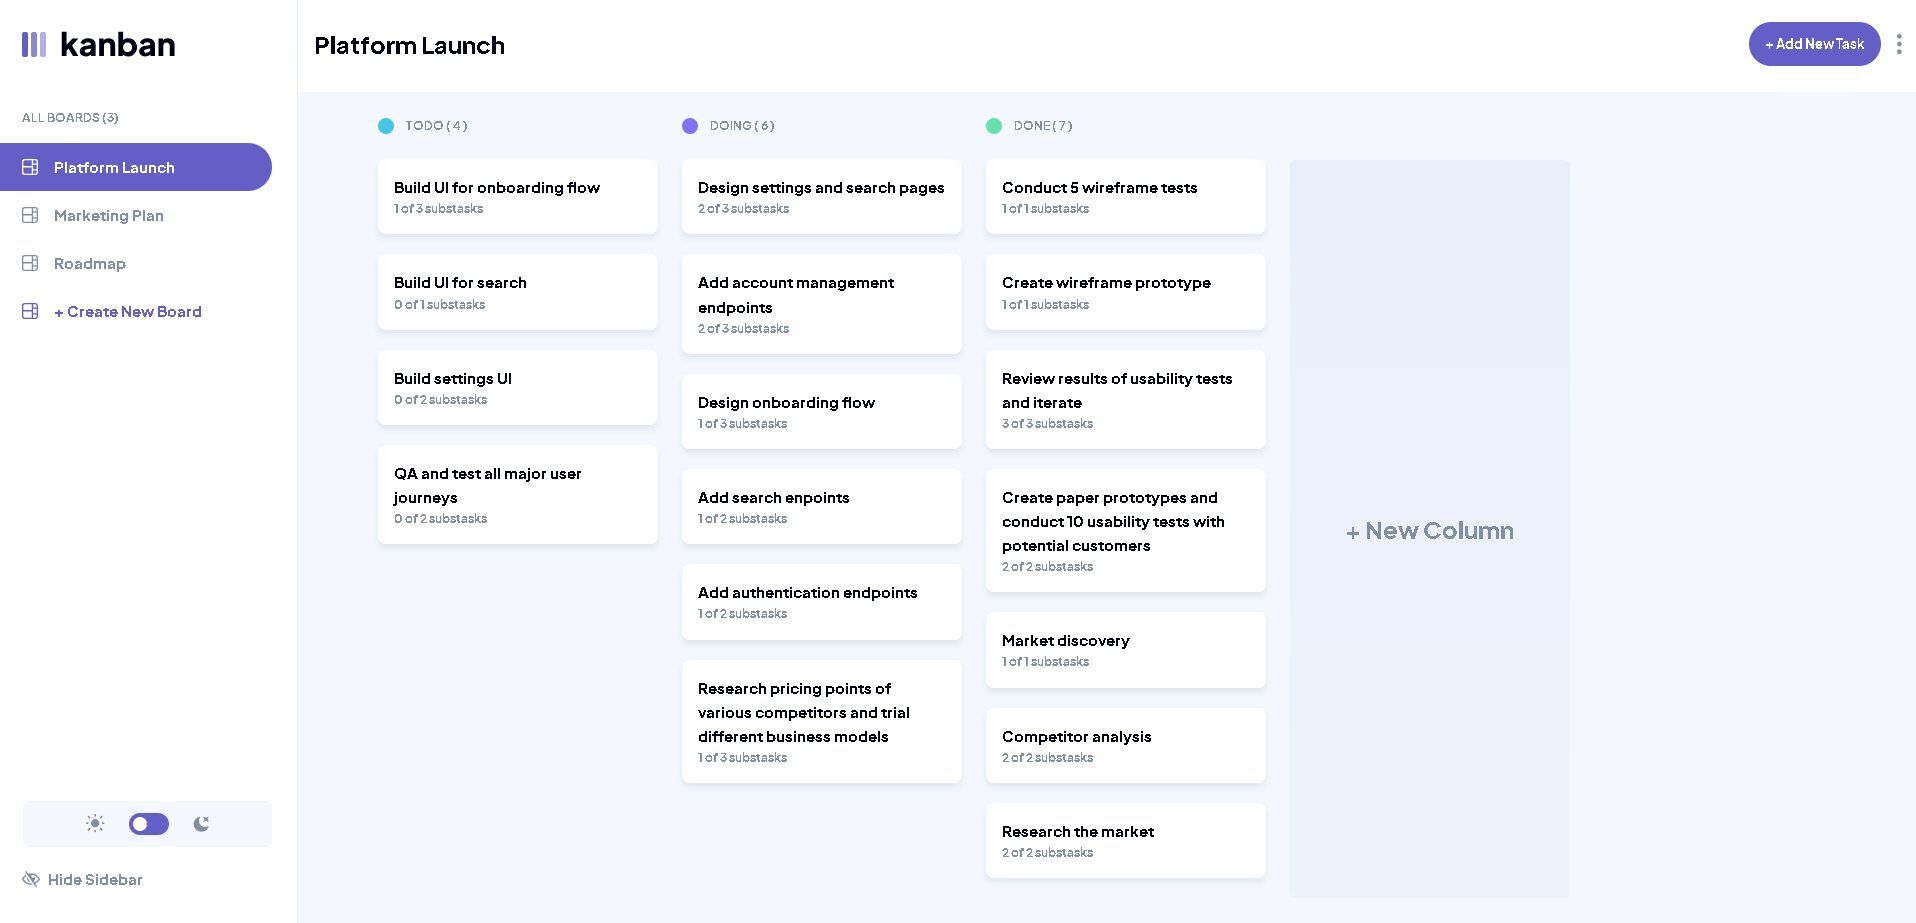 kanban
ALL BOARDS (3)
Platform Launch
Marketing Plan
Roadmap
+ Create New Board
Hide Sidebar
Platform Launch
+ Add New Task
TODO ( 4 )
Build UI for onboarding flow
1 of 3 substasks
Build UI for search
0 of 1 substasks
Build settings UI
0 of 2 substasks
QA and test all major user
journeys
0 of 2 substasks
DOING ( 6 )
Design settings and search pages
2 of 3 substasks
Add account management
endpoints
2 of 3 substasks
Design onboarding flow
1 of 3 substasks
Add search enpoints
1 of 2 substasks
Add authentication endpoints
1 of 2 substasks
Research pricing points of
various competitors and trial
different business models
1 of 3 substasks
DONE ( 7 )
Conduct 5 wireframe tests
1 of 1 substasks
Create wireframe prototype
1 of 1 substasks
Review results of usability tests
and iterate
3 of 3 substasks
Create paper prototypes and
conduct 10 usability tests with
potential customers
2 of 2 substasks
Market discovery
1 of 1 substasks
Competitor analysis
2 of 2 substasks
Research the market
2 of 2 substasks
+ New Column